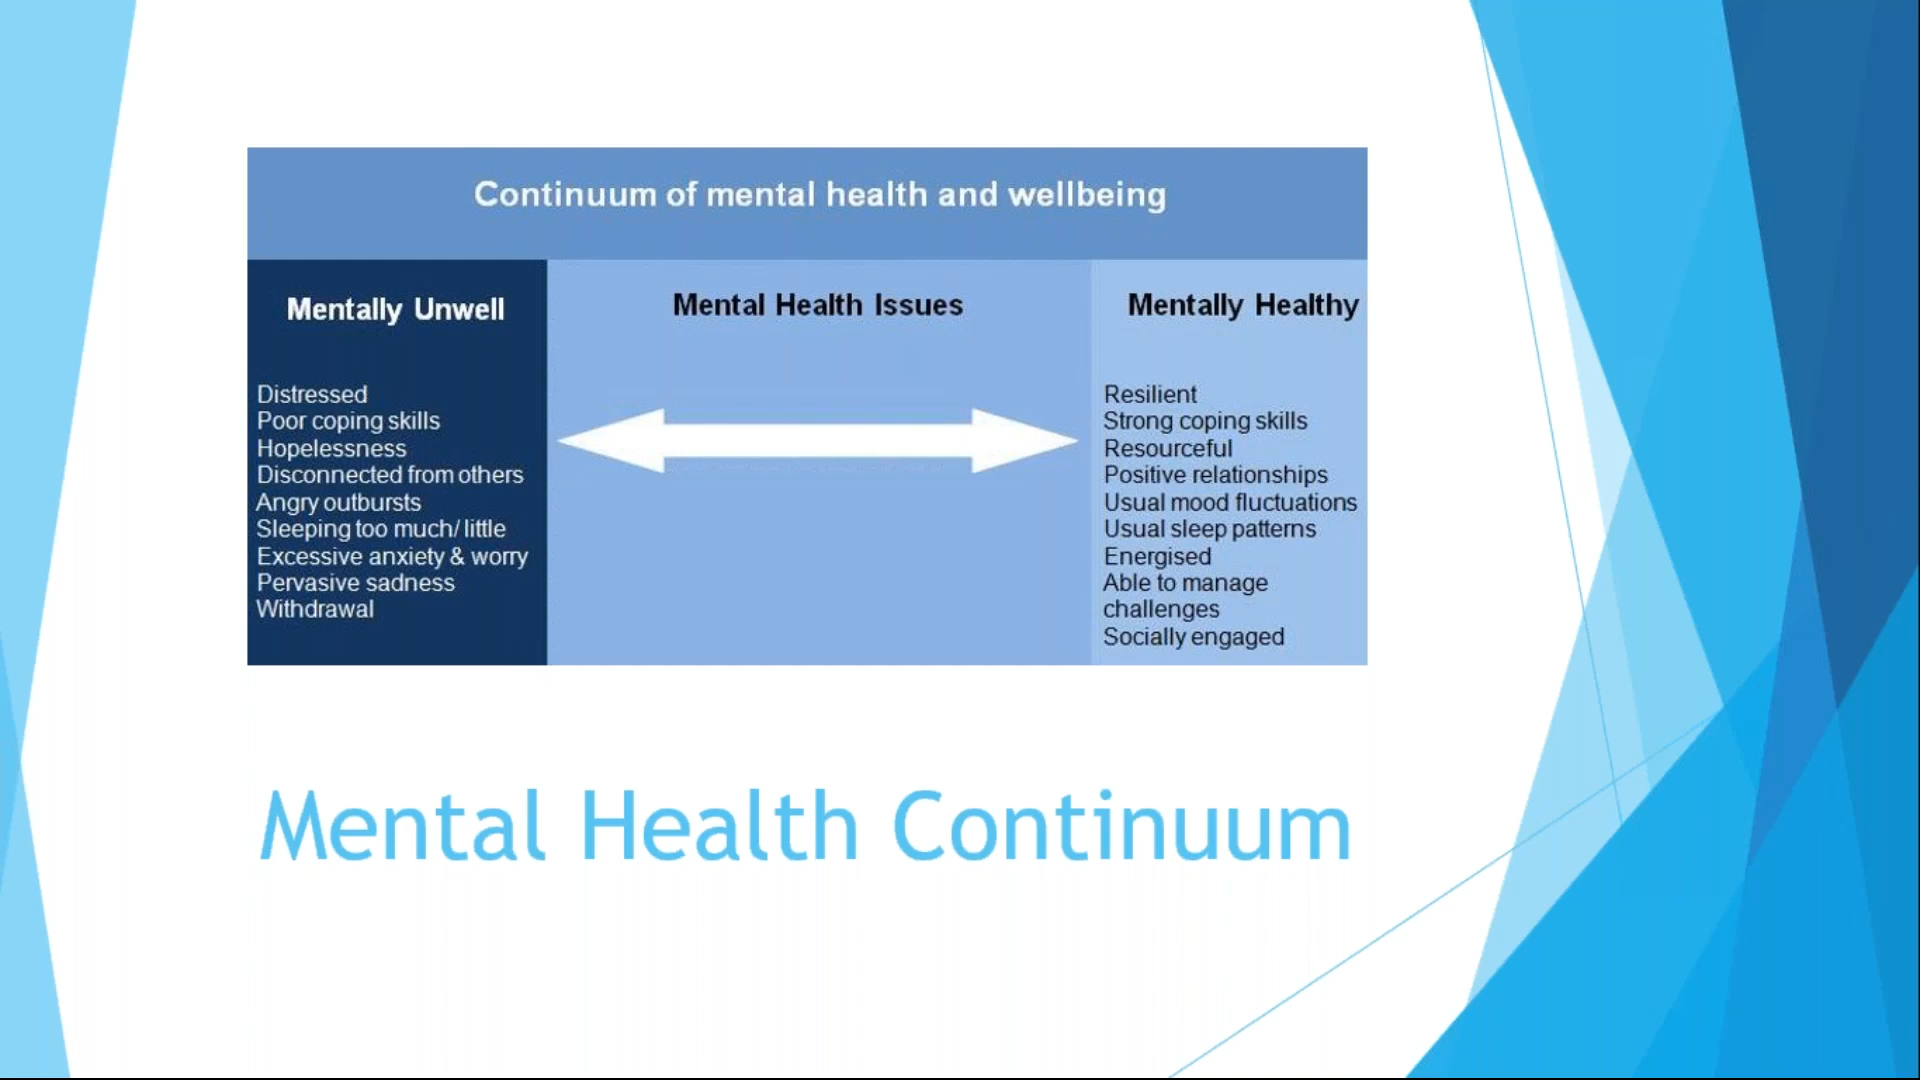 Continuum of mental health and wellbeing
Mentally Unwell
Distressed
Poor coping skills
Hopelessness
Disconnected from others
Angry outbursts
Sleeping too much/ little
Excessive anxiety & worry
Pervasive sadness
Withdrawal
Mental Health Issues
Mentally Healthy
Resilient
Strong coping skills
Resourceful
Positive relationships
Usual mood fluctuations
Usual sleep patterns
Energised
Able to manage
challenges
Socially engaged
Mental Health Continuum